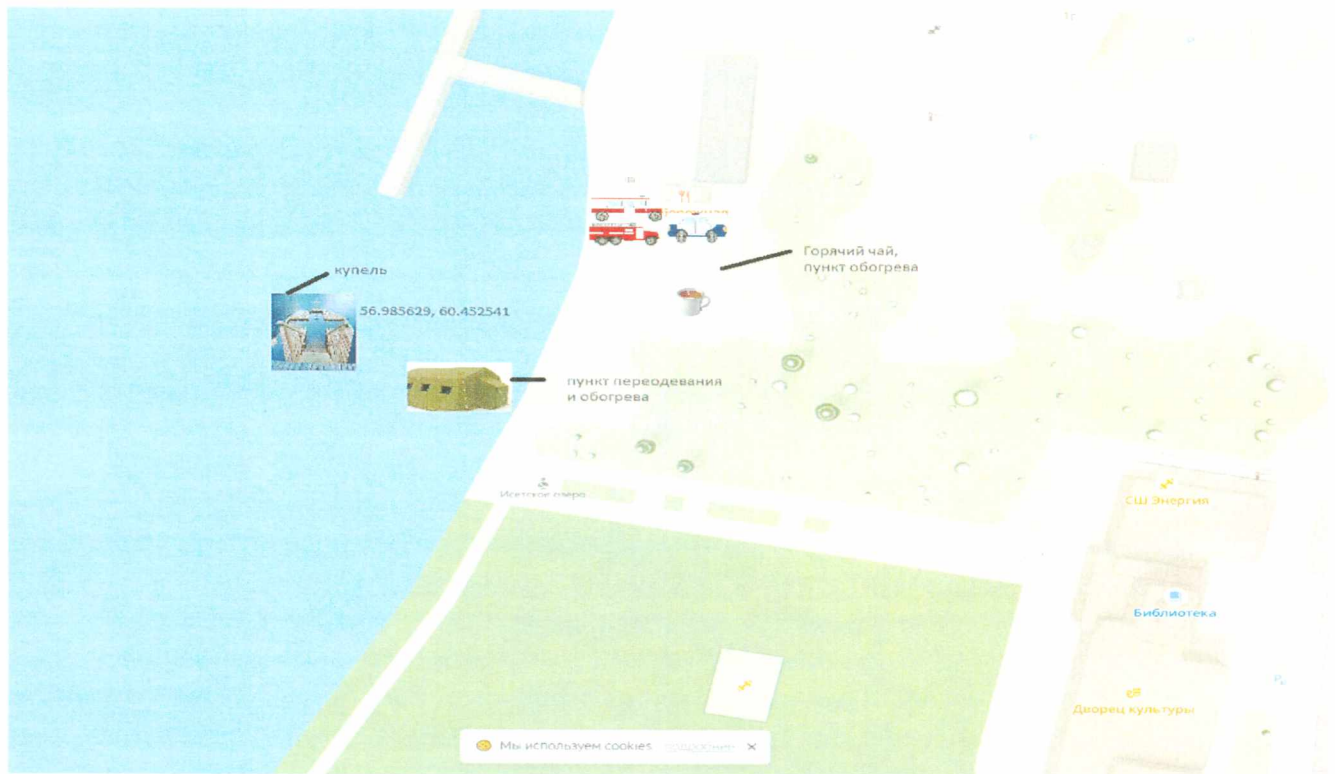 Горячий чай,
пункт обогрева
купель
56.985629, 60.452541
пункт переодевания
и обогрева
Исетское озеро
СШ Энергия
Библиотека
Дворец культуры
Мы используем cookies